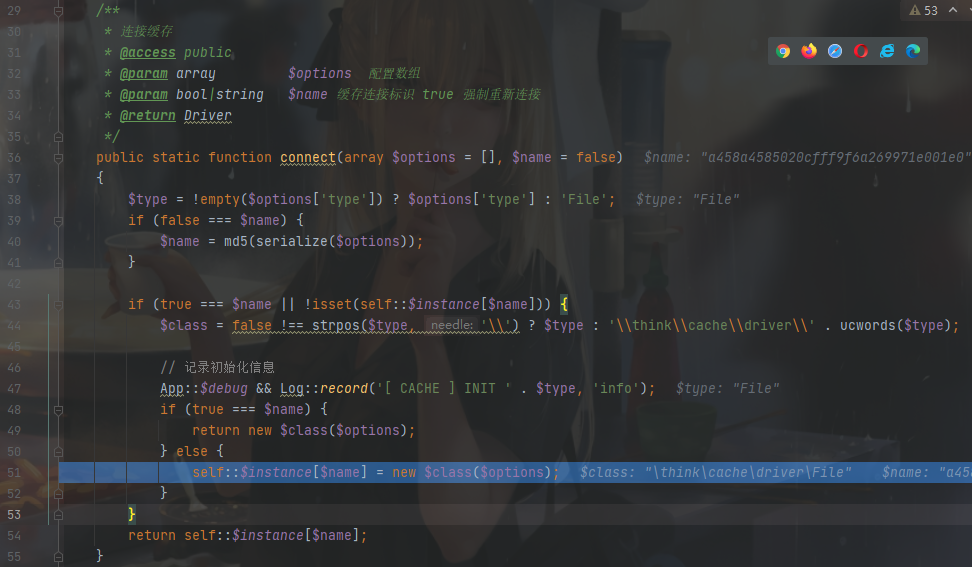 29 /**
30 * 连接缓存
31 * @access public
32 * @param array $options 配置数组
33 * @param bool|string $name 缓存连接标识 true 强制重新连接
34 * @return Driver
35 */
36 public static function connect(array $options = [], $name = false) $name: "a458a4585020cfff9f6a269971e001e0"
37 {
38 $type = !empty($options['type']) ? $options['type'] : 'File'; $type: "File"
39 if (false === $name) {
40 $name = md5(serialize($options));
41 }
42
43 if (true === $name || !isset(self::$instance[$name])) {
44 $class = false !== strpos($type, needle: '\\') ? $type : '\\think\\cache\\driver\\' . ucwords($type);
45
46 // 记录初始化信息
47 App::$debug && Log::record('[ CACHE ] INIT ' . $type, 'info'); $type: "File"
48 if (true === $name) {
49 return new $class($options);
50 } else {
51 self::$instance[$name] = new $class($options); $class: "\think\cache\driver\File" $name: "a45
52 }
53 }
54 return self::$instance[$name];
55 }
53